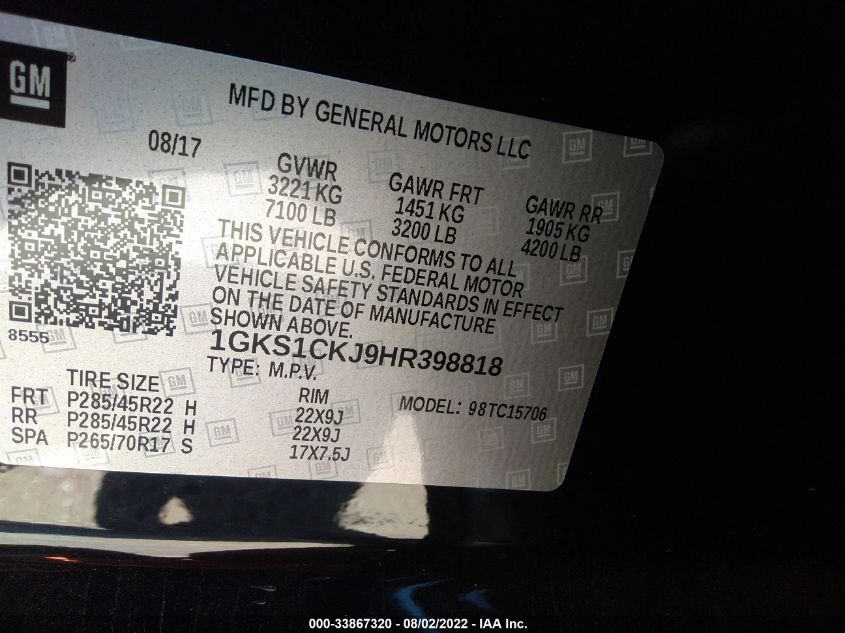 GM
MFD BY GENERAL MOTORS LLC
08/17
GVWR
3221 KG
7100 LB
GAWR FRT
1451 KG
3200 LB
GAWR RR
1905 KG
4200 LB
THIS VEHICLE CONFORMS TO ALL
APPLICABLE U.S. FEDERAL MOTOR
VEHICLE SAFETY STANDARDS IN EFFECT
ON THE DATE OF MANUFACTURE
SHOWN ABOVE.
8555
1GKS1CKJ9HR398818
TYPE: M.P.V.
MODEL: 98TC15706
TIRE SIZE RIM
FRT P285/45R22 H 22X9J
RR P285/45R22 H 22X9J
SPA P265/70R17 S 17X7.5J
000-33867320 - 08/02/2022 - IAA Inc.